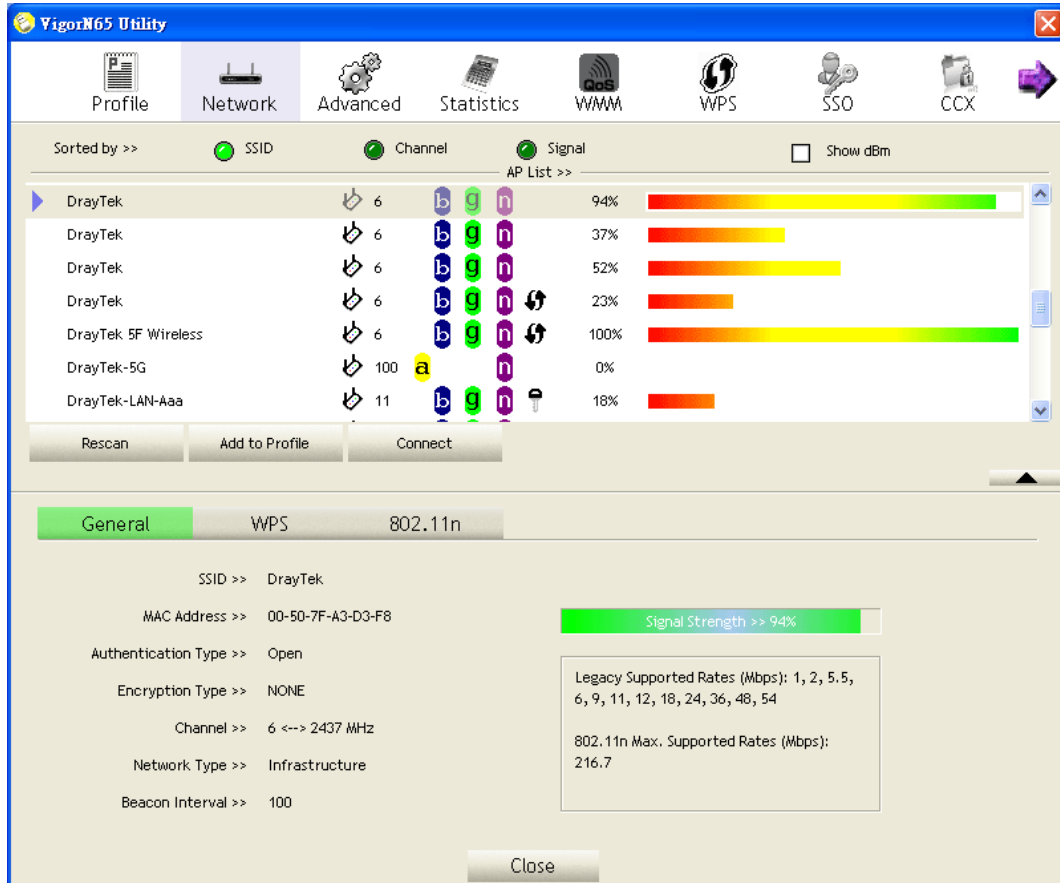 VigorN65 Utility
Profile Network Advanced Statistics QoS WMM WPS SSO CCX
Sorted by >> SSID Channel Signal Show dBm
AP List >>
DrayTek 6 b g n 94%
DrayTek 6 b g n 37%
DrayTek 6 b g n 52%
DrayTek 6 b g n 23%
DrayTek 5F Wireless 6 b g n 100%
DrayTek-5G 100 a n 0%
DrayTek-LAN-Aaa 11 b g n 18%
Rescan Add to Profile Connect
General WPS 802.11n
SSID >> DrayTek
MAC Address >> 00-50-7F-A3-D3-F8
Signal Strength >> 94%
Authentication Type >> Open
Encryption Type >> NONE
Channel >> 6 <--> 2437 MHz
Network Type >> Infrastructure
Beacon Interval >> 100
Legacy Supported Rates (Mbps): 1, 2, 5.5,
6, 9, 11, 12, 18, 24, 36, 48, 54
802.11n Max. Supported Rates (Mbps):
216.7
Close